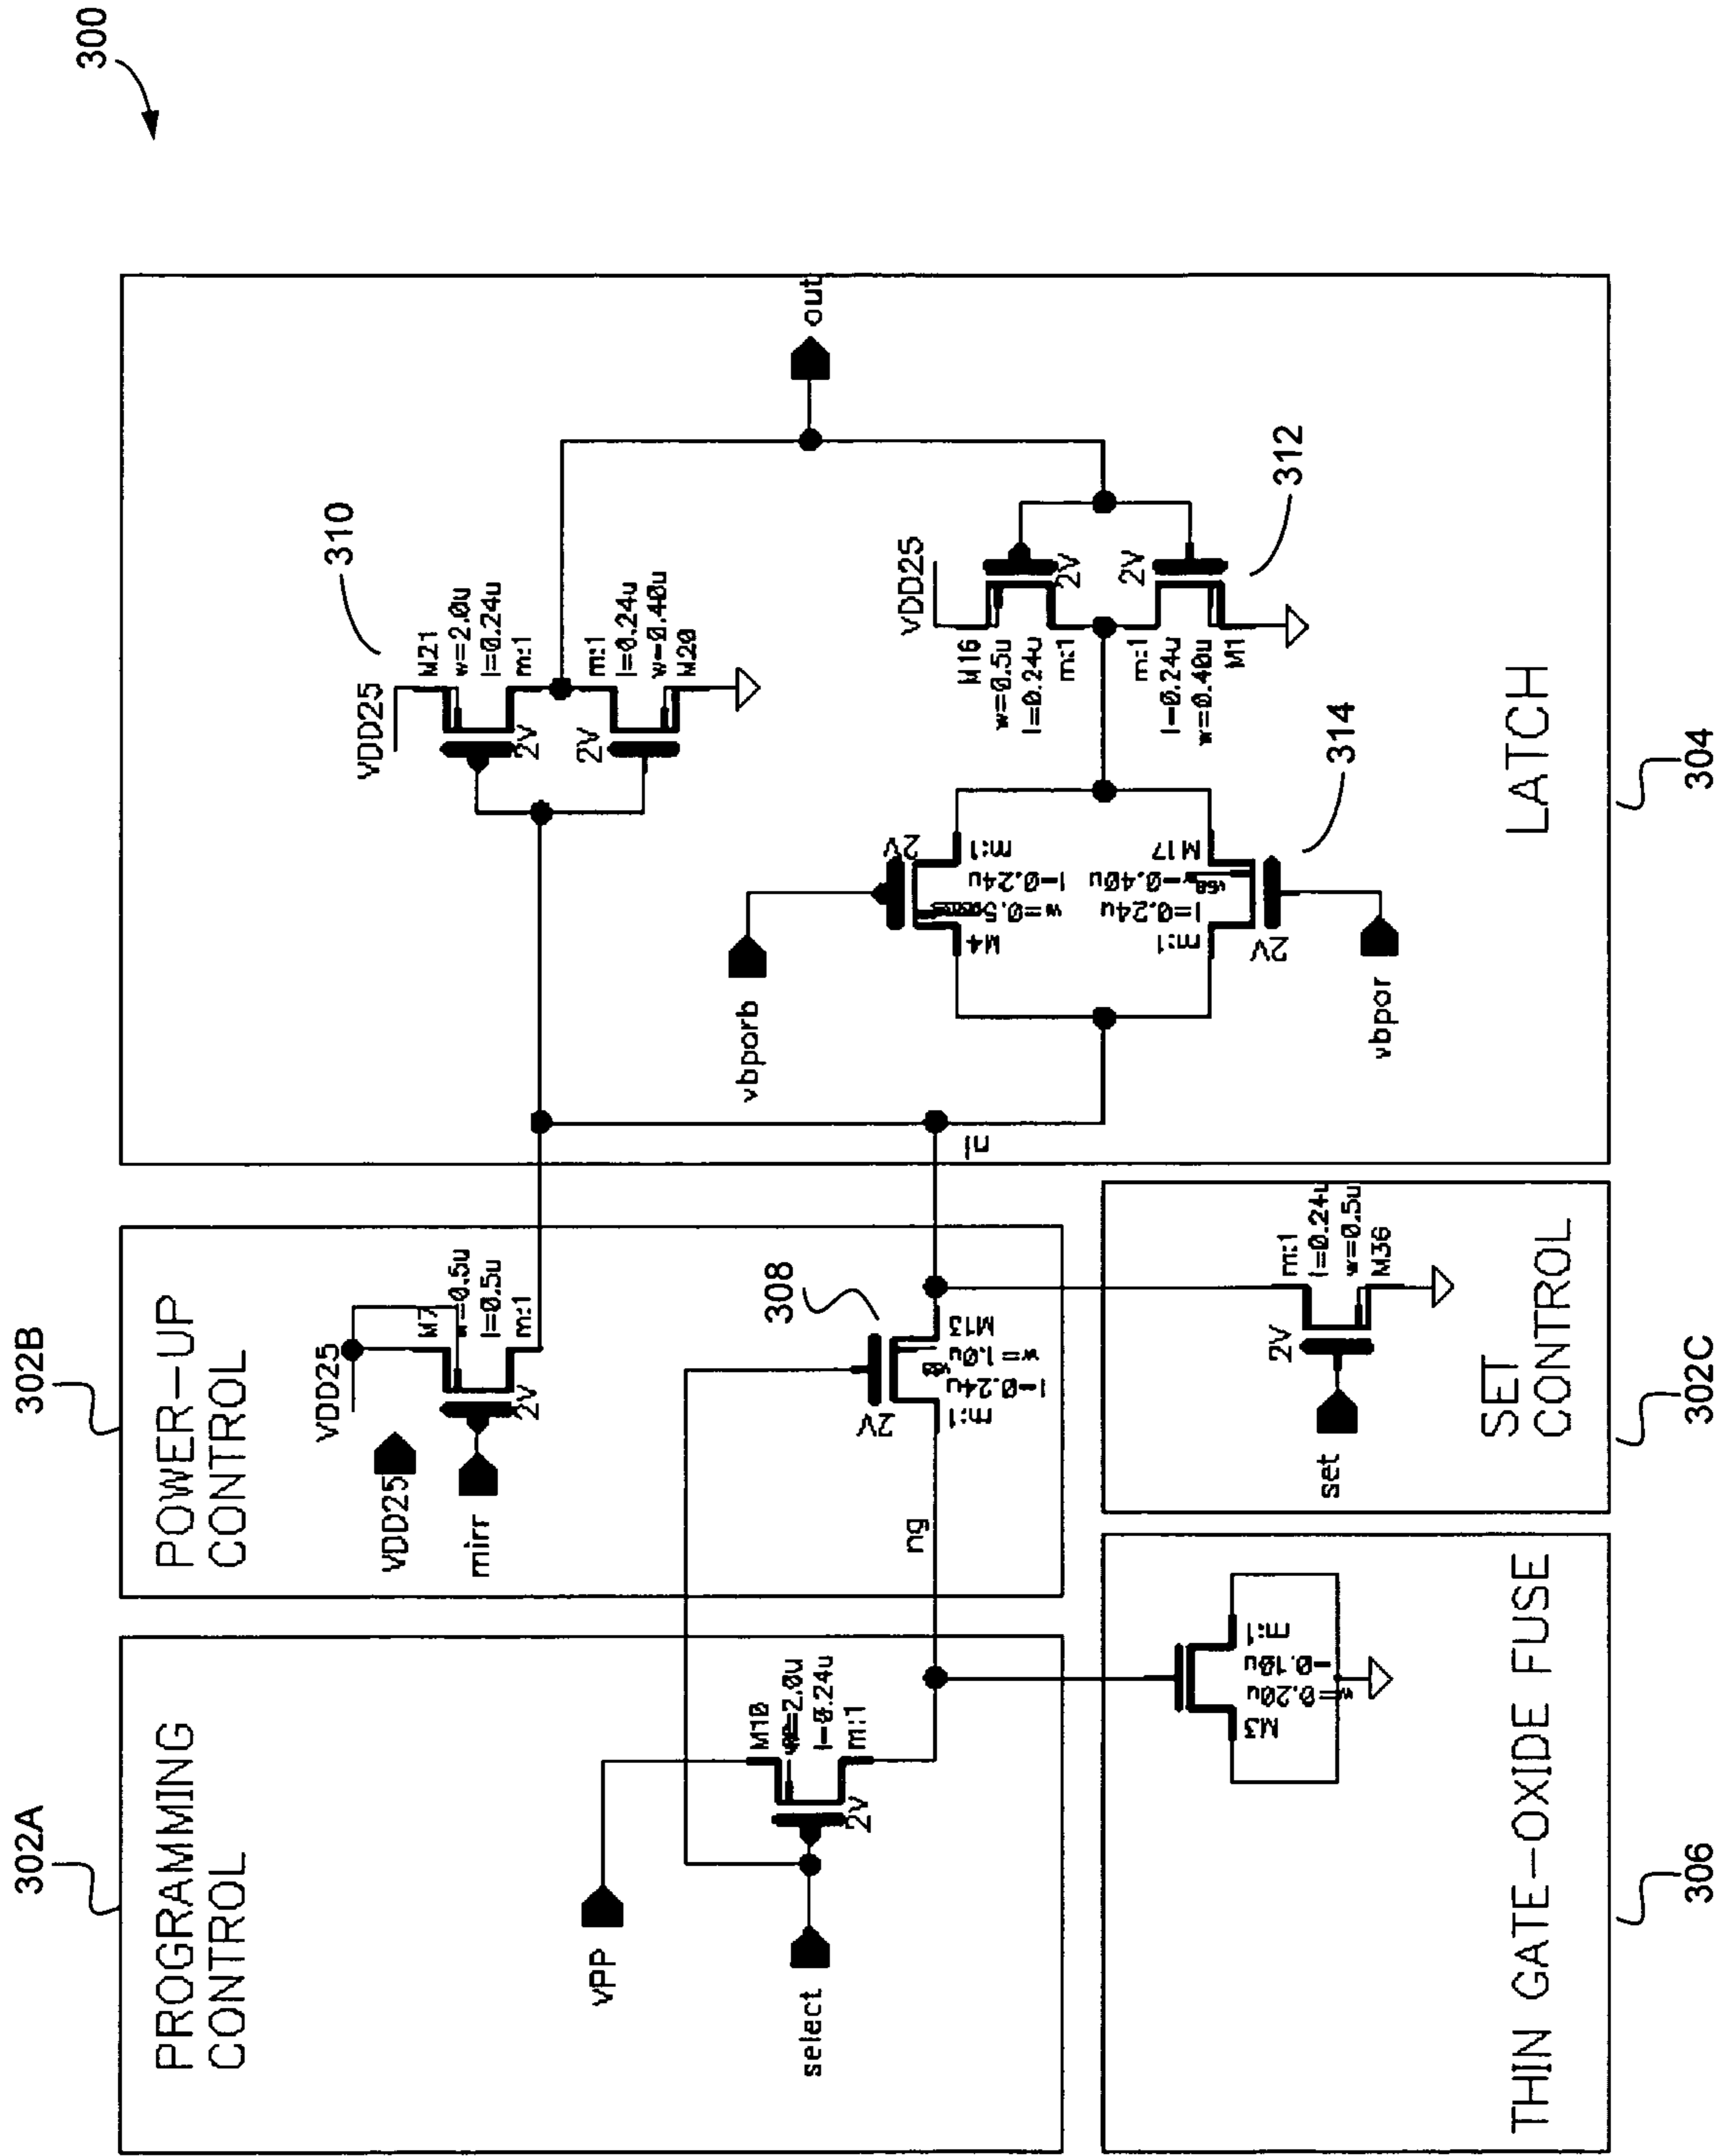 300
302A
PROGRAMMING
CONTROL
VPP
select
M10
l=0.24u
m:1
2V
302B
POWER-UP
CONTROL
VDD25
VDD25
mirr
M7
w=0.5u
l=0.5u
m:1
2V
308
2V
M13
w=1.0u
l=0.24u
m:1
ng
302C
SET
CONTROL
set
2V
m:1
l=0.24u
w=0.5u
M36
306
THIN GATE-OXIDE FUSE
M3
w=0.20u
l=0.10u
m:1
304
LATCH
ni
310
VDD25
M21
w=2.0u
l=0.24u
m:1
2V
2V
m:1
l=0.24u
w=0.40u
M20
out
vbporb
2V
M4
l=0.24u
m:1
314
M17
w=0.40u
l=0.24u
m:1
2V
vbpor
312
VDD25
M16
w=0.5u
l=0.24u
m:1
2V
2V
m:1
l=0.24u
w=0.40u
M1